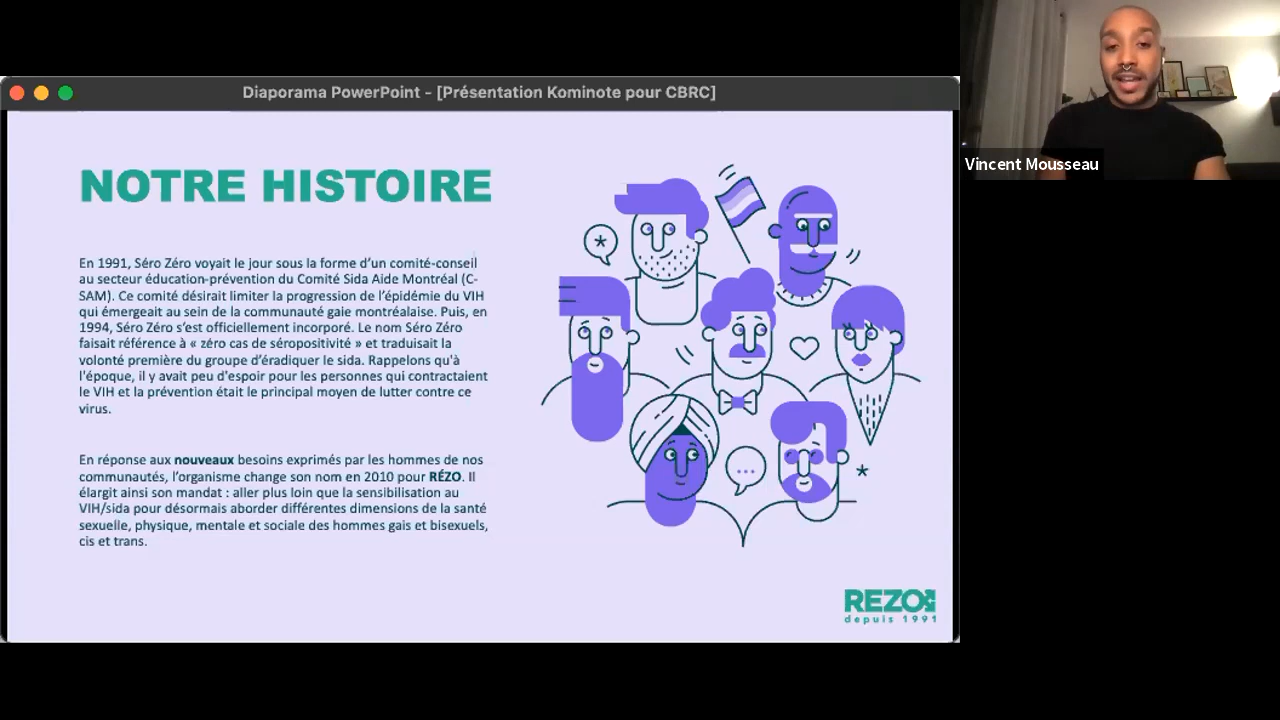 Diaporama PowerPoint - [Présentation Kominote pour CBRC]
Vincent Mousseau
NOTRE HISTOIRE
En 1991, Séro Zéro voyait le jour sous la forme d’un comité-conseil
au secteur éducation-prévention du Comité Sida Aide Montréal (C-
SAM). Ce comité désirait limiter la progression de l’épidémie du VIH
qui émergeait au sein de la communauté gaie montréalaise. Puis, en
1994, Séro Zéro s’est officiellement incorporé. Le nom Séro Zéro
faisait référence à « zéro cas de séropositivité » et traduisait la
volonté première du groupe d’éradiquer le sida. Rappelons qu'à
l'époque, il y avait peu d'espoir pour les personnes qui contractaient
le VIH et la prévention était le principal moyen de lutter contre ce
virus.
En réponse aux nouveaux besoins exprimés par les hommes de nos
communautés, l’organisme change son nom en 2010 pour RÉZO. Il
élargit ainsi son mandat : aller plus loin que la sensibilisation au
VIH/sida pour désormais aborder différentes dimensions de la santé
sexuelle, physique, mentale et sociale des hommes gais et bisexuels,
cis et trans.
REZO
depuis 1991